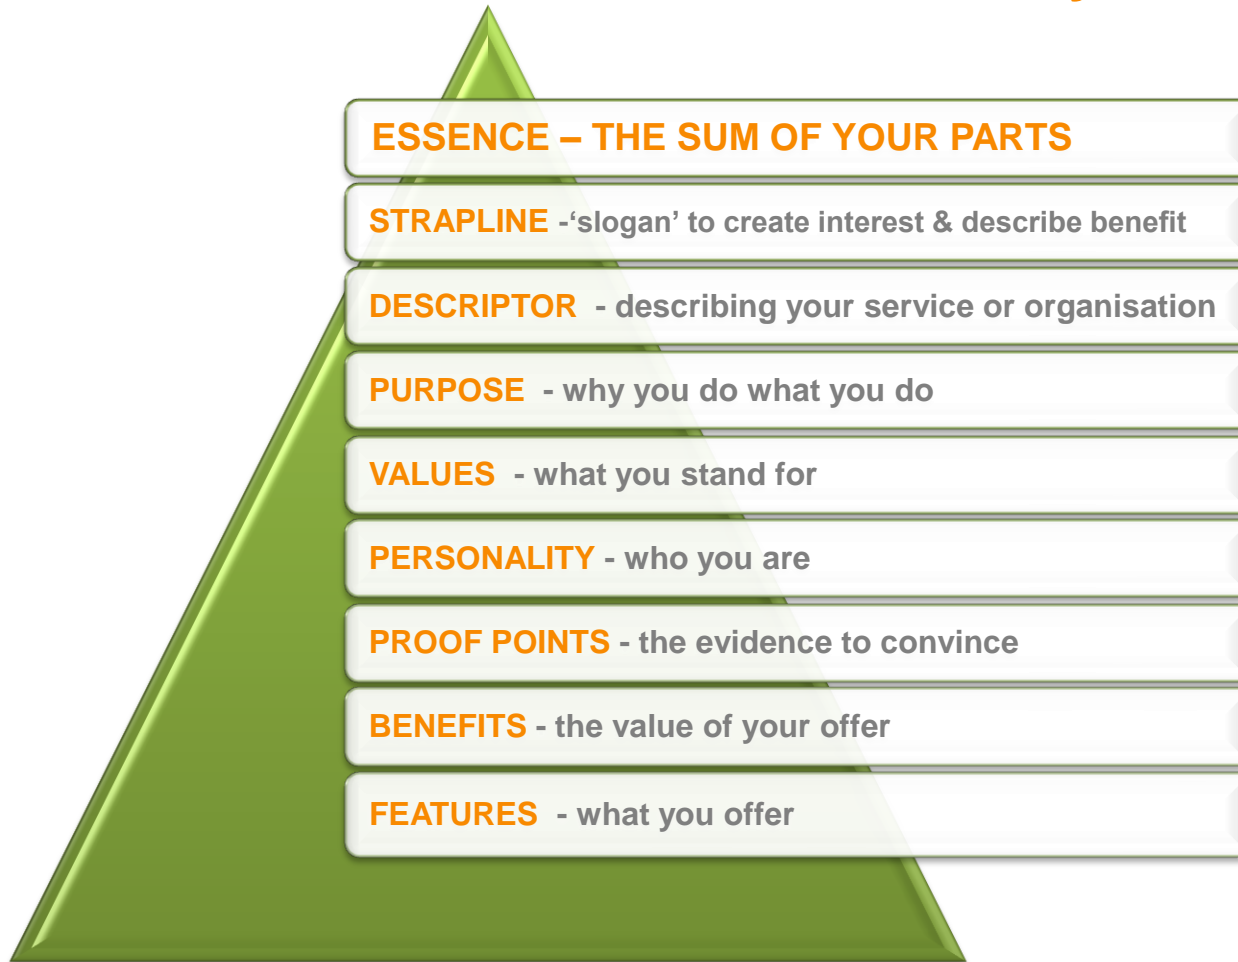 ESSENCE – THE SUM OF YOUR PARTS
STRAPLINE -‘slogan’ to create interest & describe benefit
DESCRIPTOR - describing your service or organisation
PURPOSE - why you do what you do
VALUES - what you stand for
PERSONALITY - who you are
PROOF POINTS - the evidence to convince
BENEFITS - the value of your offer
FEATURES - what you offer